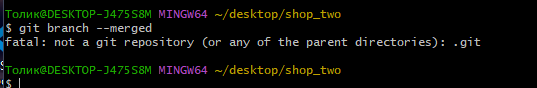 Толик@DESKTOP-J475S8M MINGW64 ~/desktop/shop_two
$ git branch --merged
fatal: not a git repository (or any of the parent directories): .git
Толик@DESKTOP-J475S8M MINGW64 ~/desktop/shop_two
$